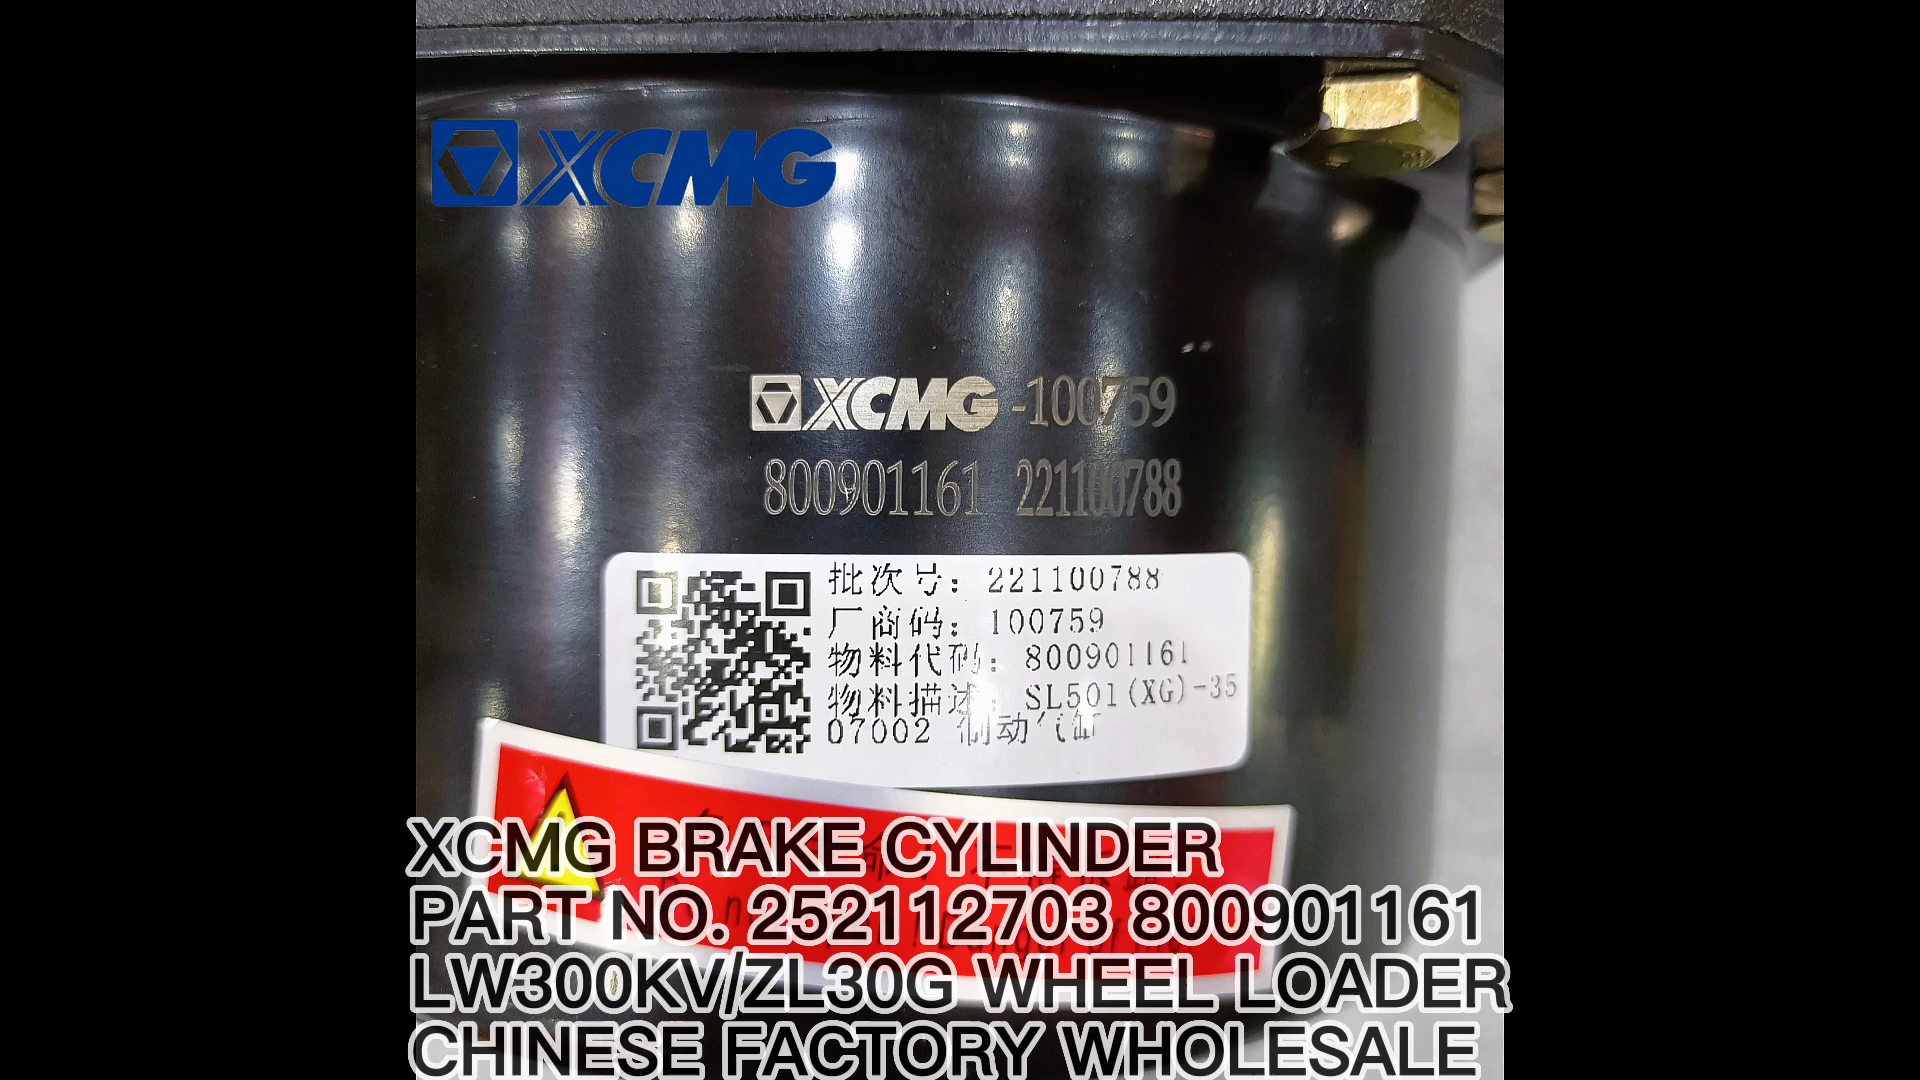 XCMG
XCMG -100759
800901161 221100788
批次号: 221100788
厂商码: 100759
物料代码: 800901161
物料描述: SL501(XG)-35
07002 制动气缸
XCMG BRAKE CYLINDER
PART NO. 252112703 800901161
LW300KV/ZL30G WHEEL LOADER
CHINESE FACTORY WHOLESALE